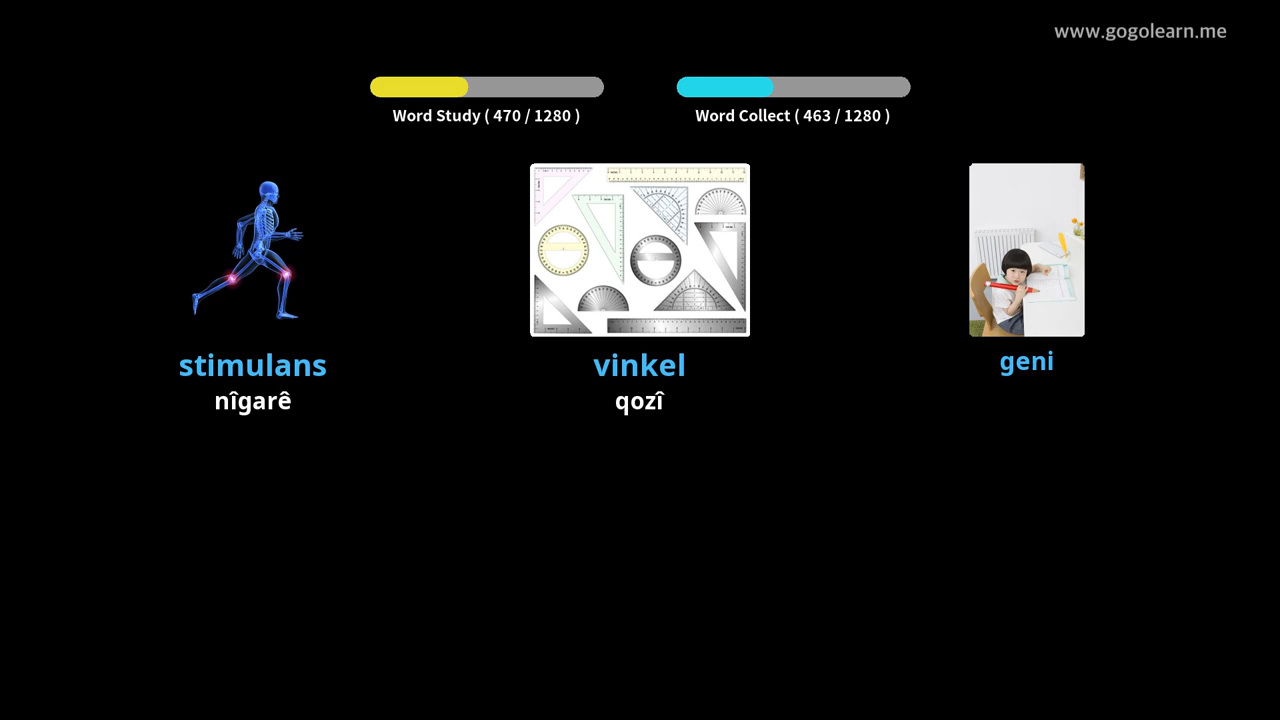 www.gogolearn.me
Word Study ( 470 / 1280 )
Word Collect ( 463 / 1280 )
stimulans
nîgarê
vinkel
qozî
geni